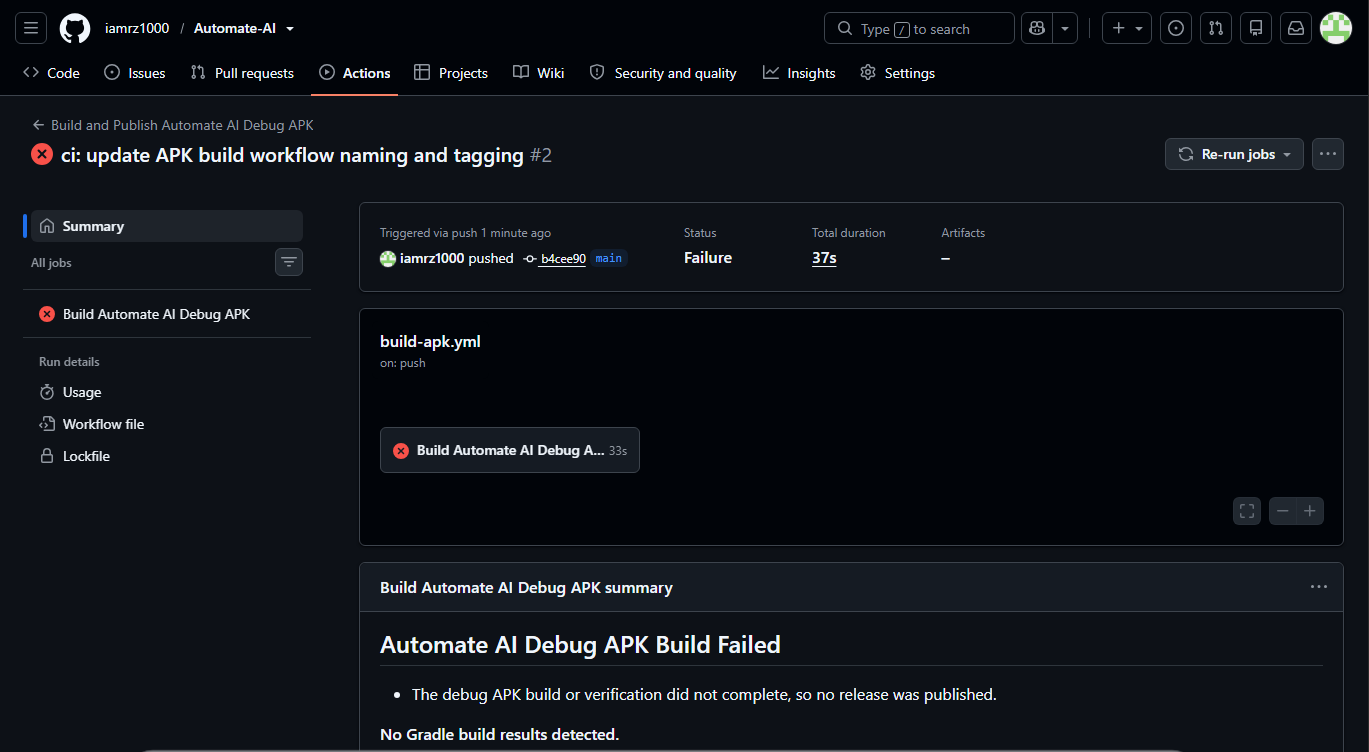 iamrz1000 / Automate-AI
Type / to search
Code Issues Pull requests Actions Projects Wiki Security and quality Insights Settings
← Build and Publish Automate AI Debug APK
ci: update APK build workflow naming and tagging #2
Re-run jobs
Summary
All jobs
Build Automate AI Debug APK
Run details
Usage
Workflow file
Lockfile
Triggered via push 1 minute ago
iamrz1000 pushed b4cee90 main
Status
Failure
Total duration
37s
Artifacts
–
build-apk.yml
on: push
Build Automate AI Debug A... 33s
Build Automate AI Debug APK summary
Automate AI Debug APK Build Failed
• The debug APK build or verification did not complete, so no release was published.
No Gradle build results detected.